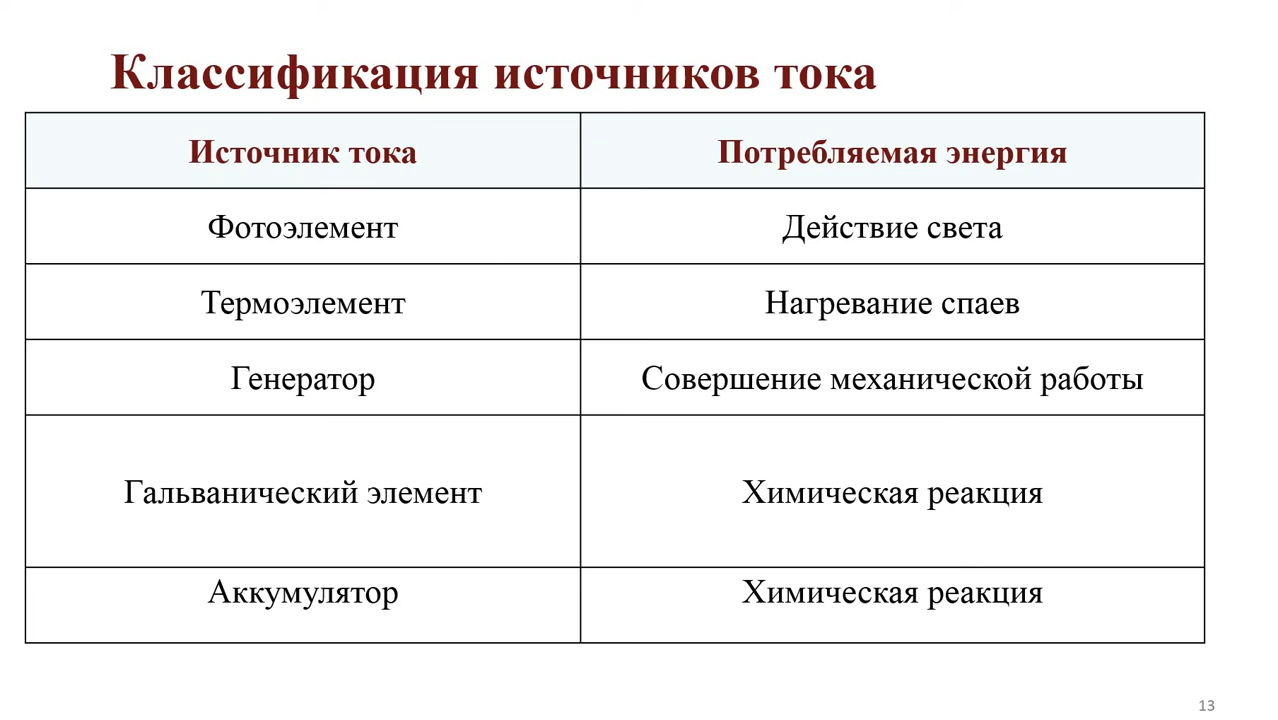 Классификация источников тока
Источник тока
Потребляемая энергия
Фотоэлемент
Действие света
Термоэлемент
Нагревание спаев
Генератор
Совершение механической работы
Гальванический элемент
Химическая реакция
Аккумулятор
Химическая реакция
13